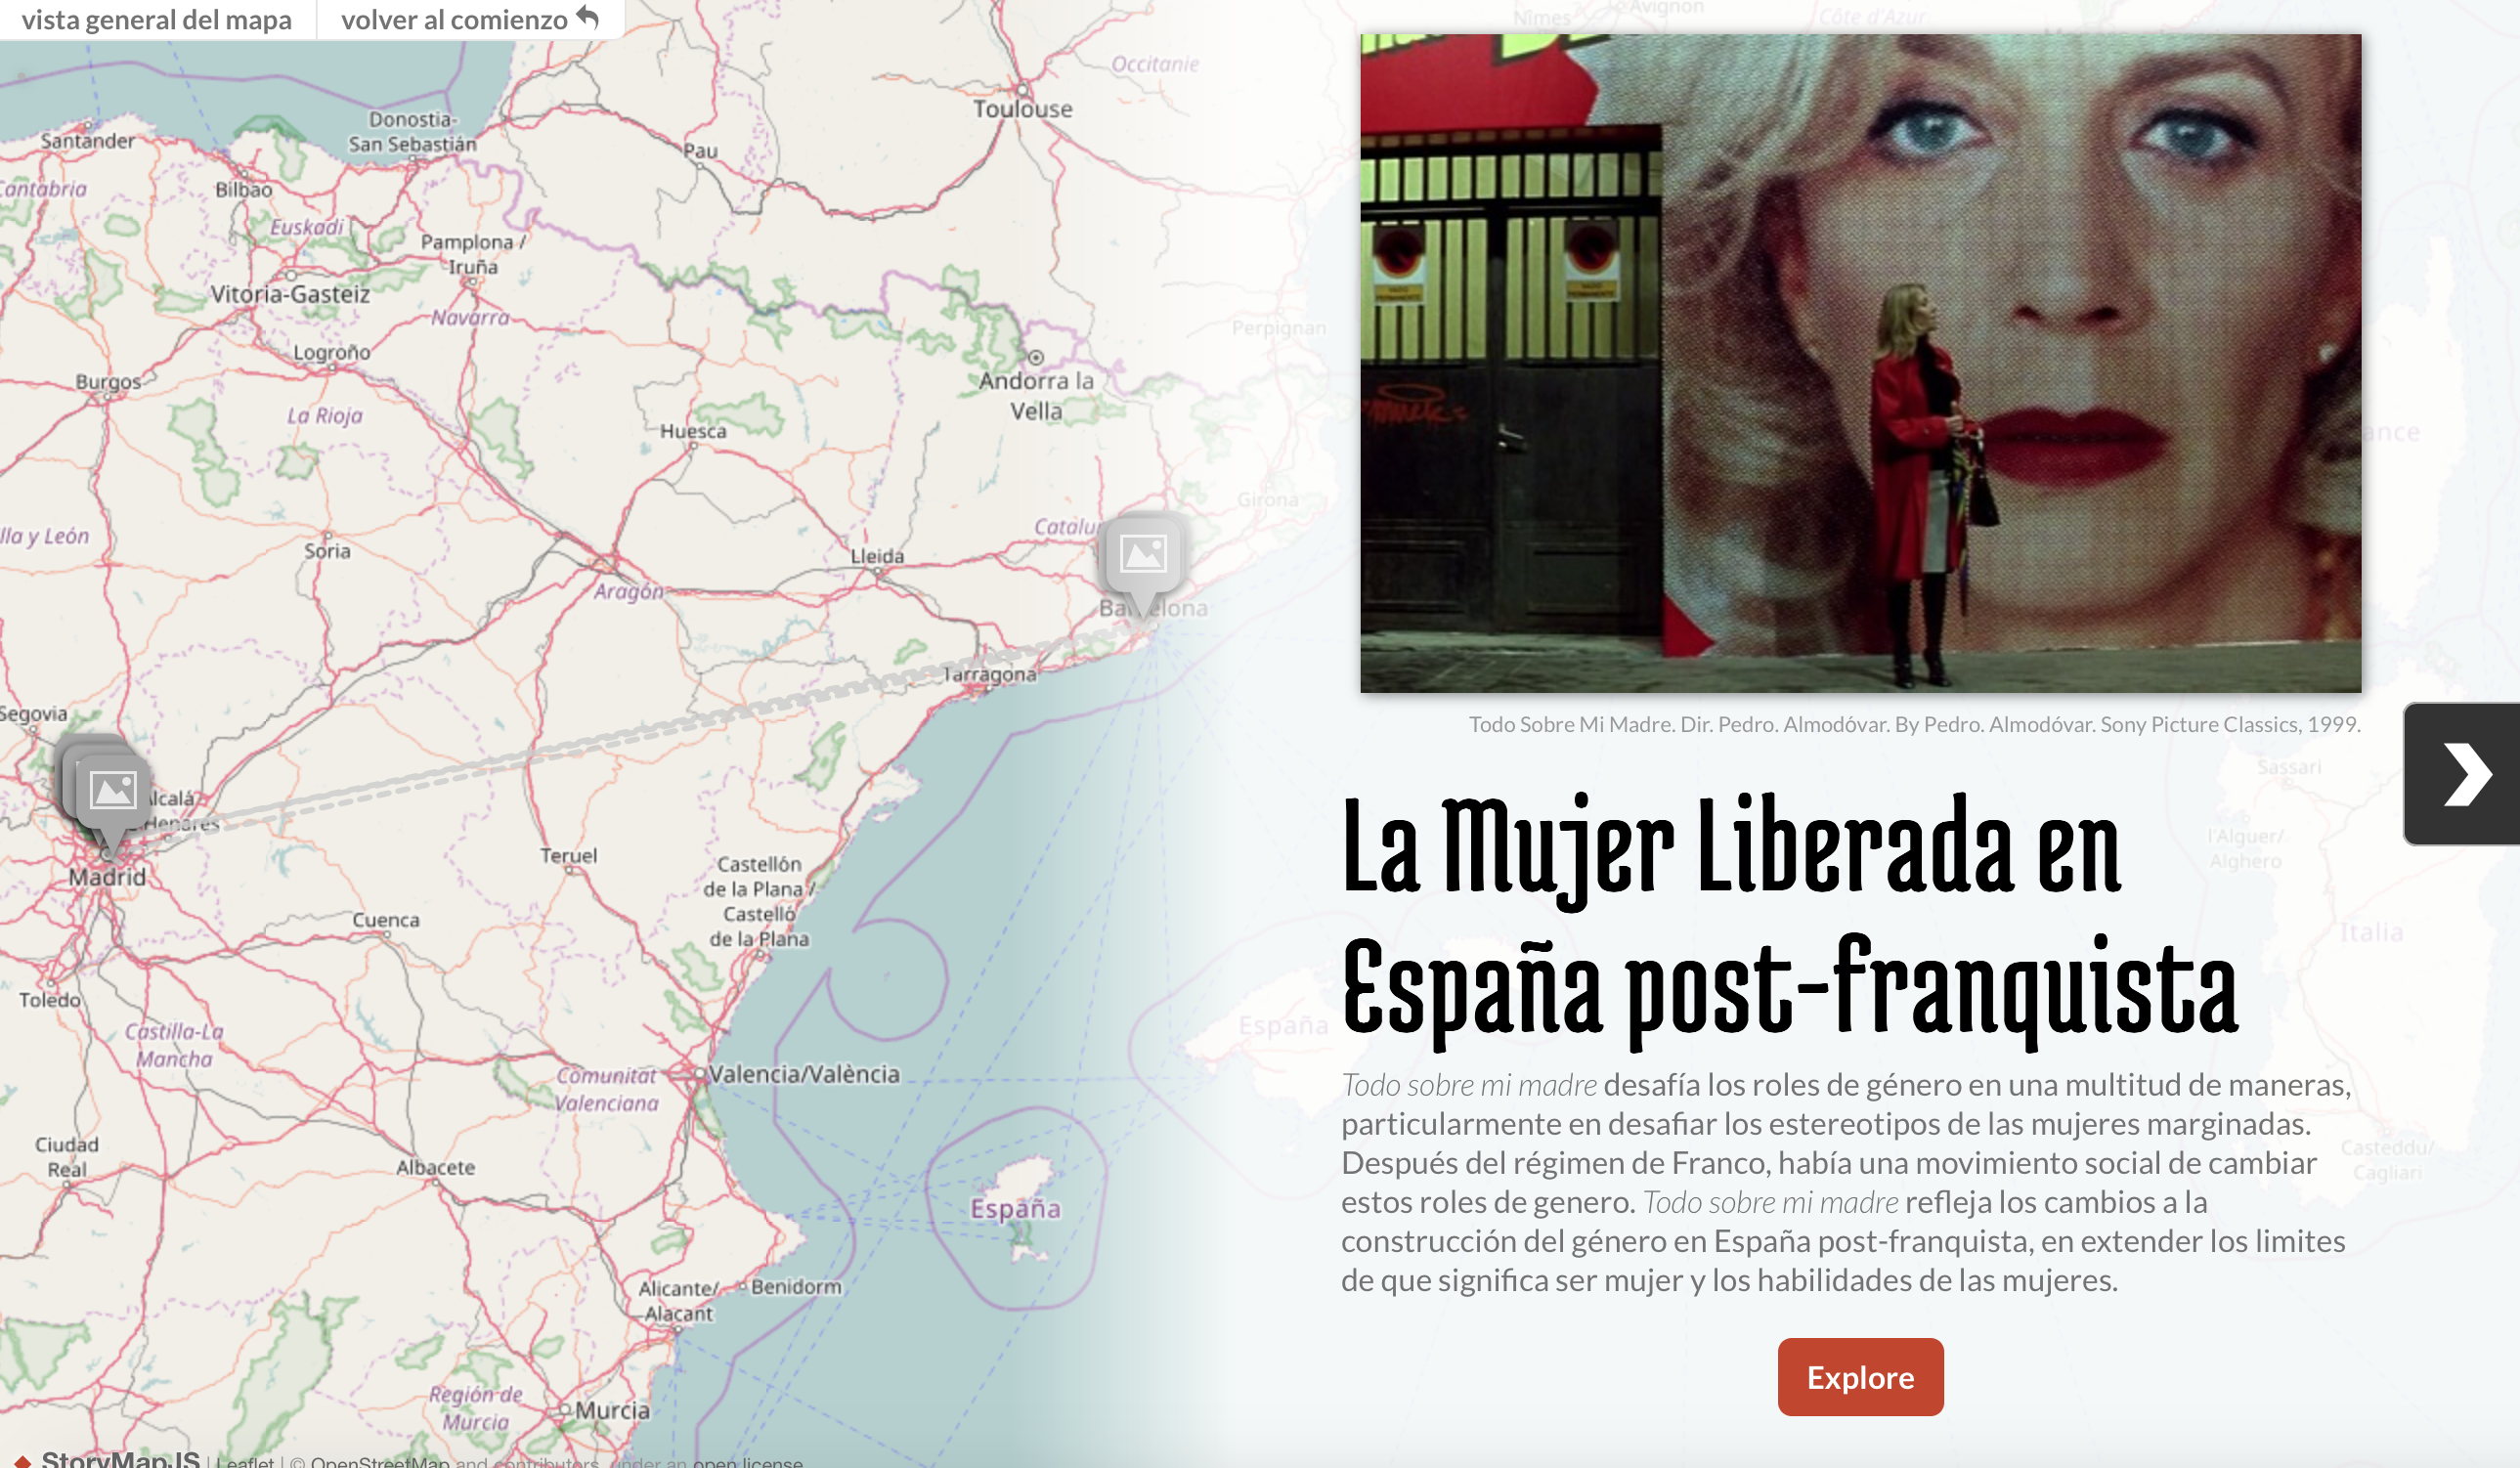 vista general del mapa
volver al comienzo
Nîmes
Avignon
Côte d'Azur
Occitanie
Toulouse
Donostia-
San Sebastián
Santander
Pau
Cantabria
Bilbao
Euskadi
Pamplona /
Iruña
Vitoria-Gasteiz
Navarra
Perpignan
Logroño
Andorra la
Vella
Burgos
La Rioja
Huesca
ance
Girona
Catalu
lla y León
Soria
Lleida
Aragón
Barcelona
Tarragona
Segovia
Todo Sobre Mi Madre. Dir. Pedro. Almodóvar. By Pedro. Almodóvar. Sony Picture Classics, 1999.
Sassari
lcalá
Henares
l'Alguer/
Alghero
La Mujer Liberada en
España post-franquista
Teruel
Madrid
Castellón
de la Plana /
Castelló
de la Plana
Cuenca
Italia
Toledo
Castilla-La
Mancha
España
Comunitat
Valenciana
Valencia/València
Todo sobre mi madre desafía los roles de género en una multitud de maneras,
particularmente en desafiar los estereotipos de las mujeres marginadas.
Después del régimen de Franco, había una movimiento social de cambiar
estos roles de genero. Todo sobre mi madre refleja los cambios a la
construcción del género en España post-franquista, en extender los limites
de que significa ser mujer y los habilidades de las mujeres.
Ciudad
Real
Albacete
Casteddu/
Cagliari
España
Alicante/
Alacant
Benidorm
Explore
Región de
Murcia
Murcia
StoryMapJS | Leaflet | © OpenStreetMap and contributors, under an open license